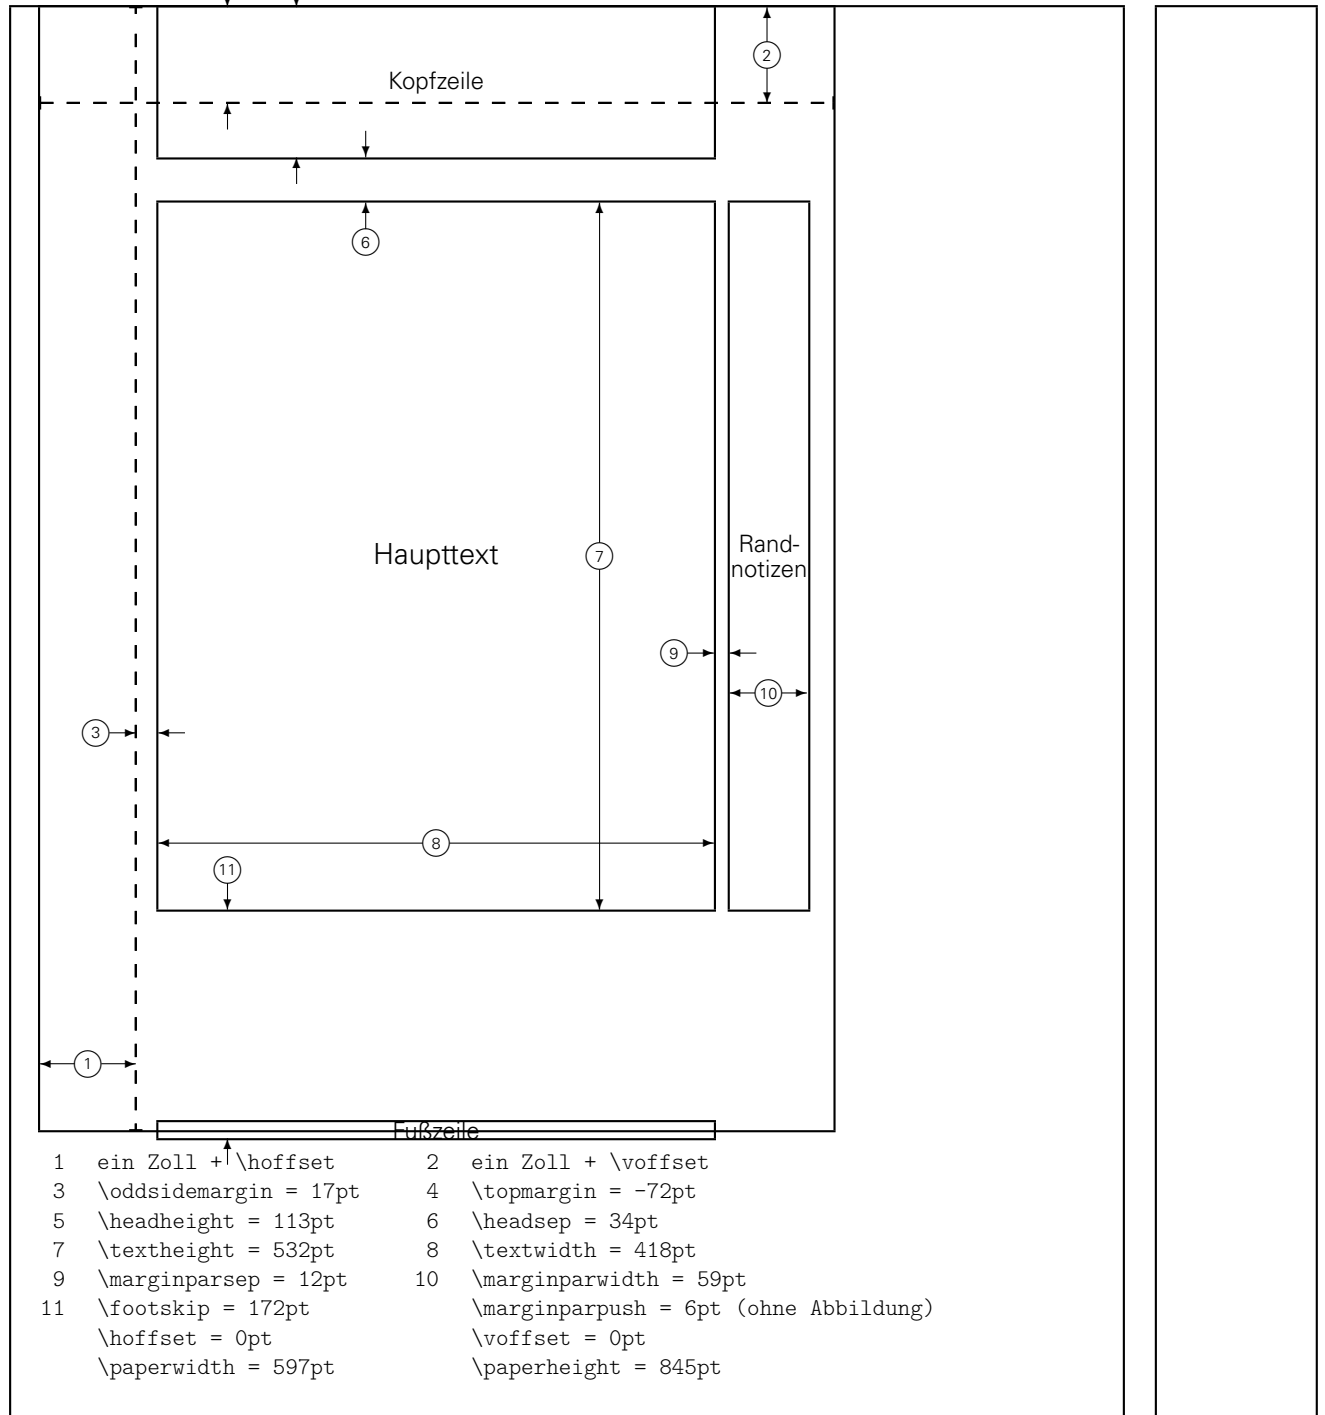 2
Kopfzeile
6
Haupttext
7
Rand-
notizen
9
10
3
8
11
1
Fußzeile
1 ein Zoll + \hoffset 2 ein Zoll + \voffset
3 \oddsidemargin = 17pt 4 \topmargin = -72pt
5 \headheight = 113pt 6 \headsep = 34pt
7 \textheight = 532pt 8 \textwidth = 418pt
9 \marginparsep = 12pt 10 \marginparwidth = 59pt
11 \footskip = 172pt \marginparpush = 6pt (ohne Abbildung)
\hoffset = 0pt \voffset = 0pt
\paperwidth = 597pt \paperheight = 845pt